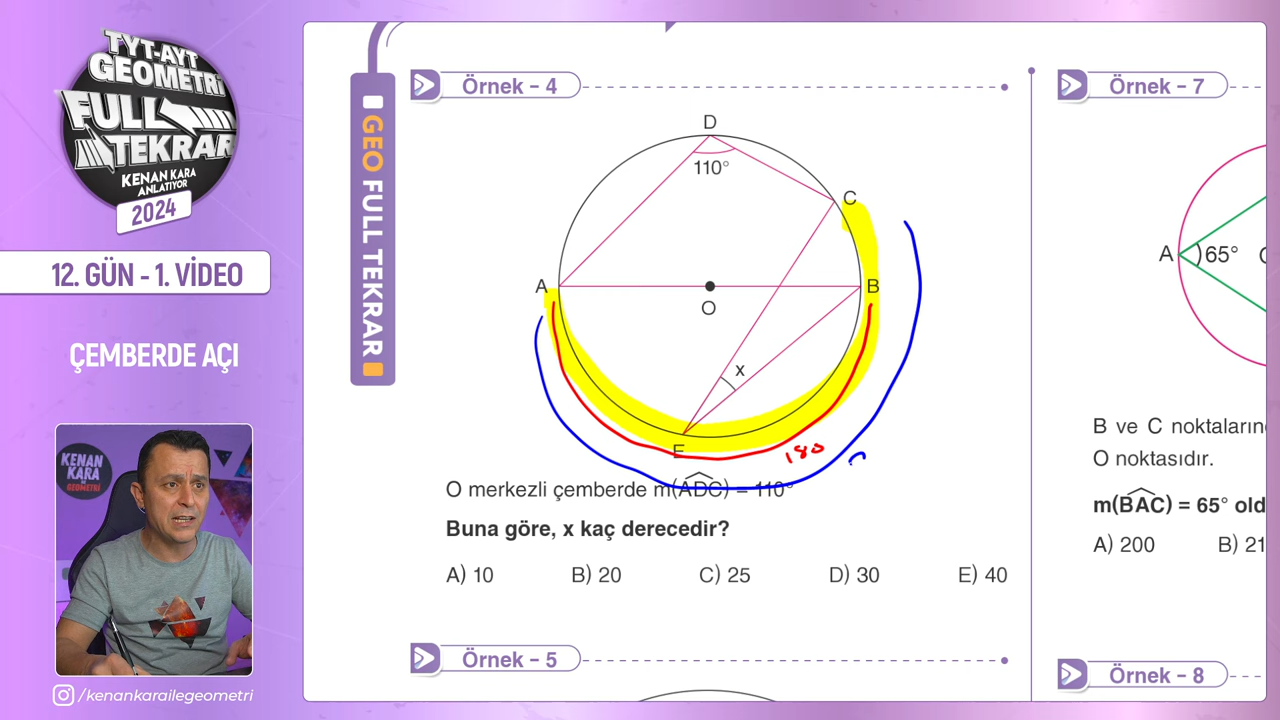 TYT-AYT
GEOMETRİ
FULL
TEKRAR
KENAN KARA
ANLATIYOR
2024
12. GÜN - 1. VİDEO
ÇEMBERDE AÇI
KENAN
KARA
GEOMETRİ
/kenankarailegeometri
GEO FULL TEKRAR
Örnek – 4
D
110°
C
A
B
O
x
E
180
O merkezli çemberde m(ADC) = 110°
Buna göre, x kaç derecedir?
A) 10 B) 20 C) 25 D) 30 E) 40
Örnek – 5
Örnek – 7
A 65°
B ve C noktaların
O noktasıdır.
m(BAC) = 65° old
A) 200 B) 21
Örnek – 8